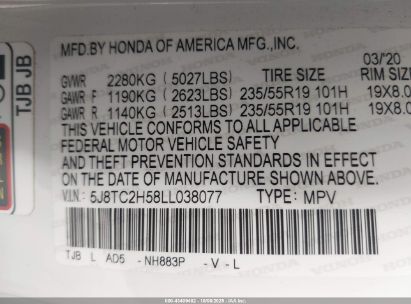 TJB JB
MFD.BY HONDA OF AMERICA MFG.,INC.
03/'20
GVWR 2280KG (5027LBS) TIRE SIZE RIM SIZE
GAWR F 1190KG (2623LBS) 235/55R19 101H 19X8.0
GAWR R 1140KG (2513LBS) 235/55R19 101H 19X8.0
THIS VEHICLE CONFORMS TO ALL APPLICABLE
FEDERAL MOTOR VEHICLE SAFETY
AND THEFT PREVENTION STANDARDS IN EFFECT
ON THE DATE OF MANUFACTURE SHOWN ABOVE
V.I.N: 5J8TC2H58LL038077 TYPE: MPV
TJB L AD5 -NH883P -V-L